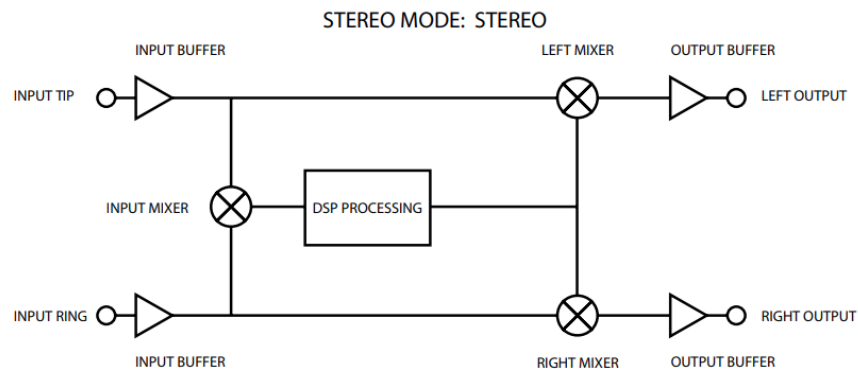 STEREO MODE: STEREO
INPUT BUFFER
LEFT MIXER
OUTPUT BUFFER
INPUT TIP
LEFT OUTPUT
INPUT MIXER
DSP PROCESSING
INPUT RING
RIGHT OUTPUT
INPUT BUFFER
RIGHT MIXER
OUTPUT BUFFER